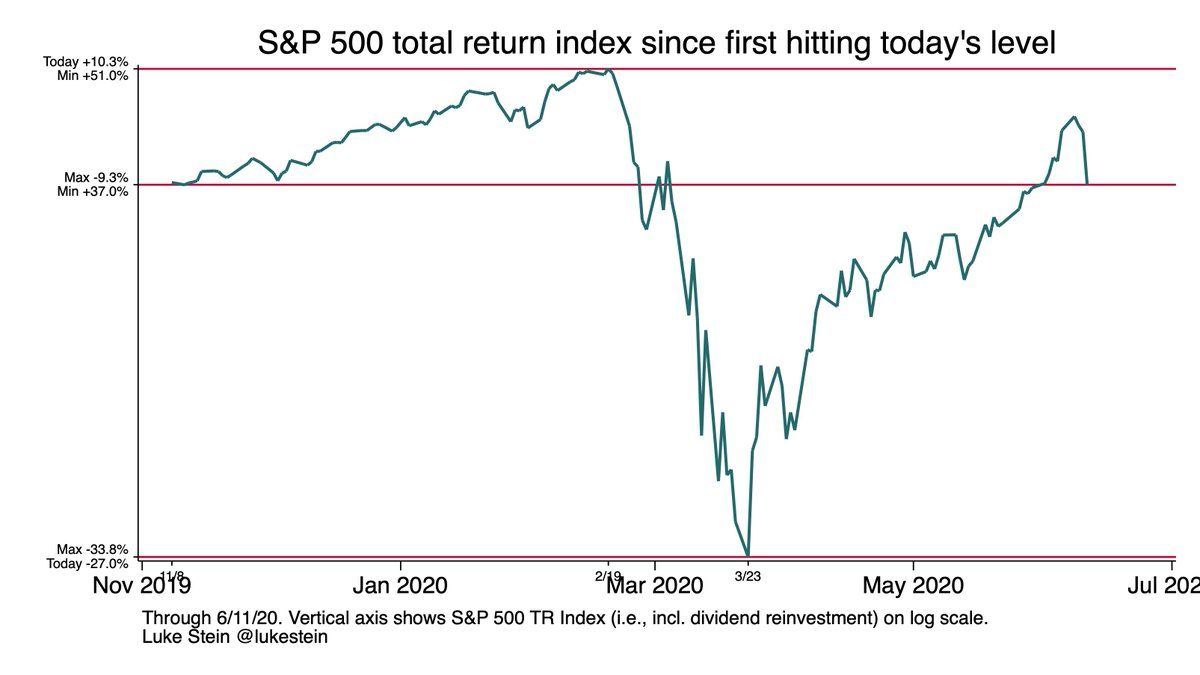 S&P 500 total return index since first hitting today's level
Today +10.3%
Min +51.0%
Max -9.3%
Min +37.0%
Max -33.8%
Today -27.0%
11/8
2/19
3/23
Nov 2019
Jan 2020
Mar 2020
May 2020
Jul 202
Through 6/11/20. Vertical axis shows S&P 500 TR Index (i.e., incl. dividend reinvestment) on log scale.
Luke Stein @lukestein